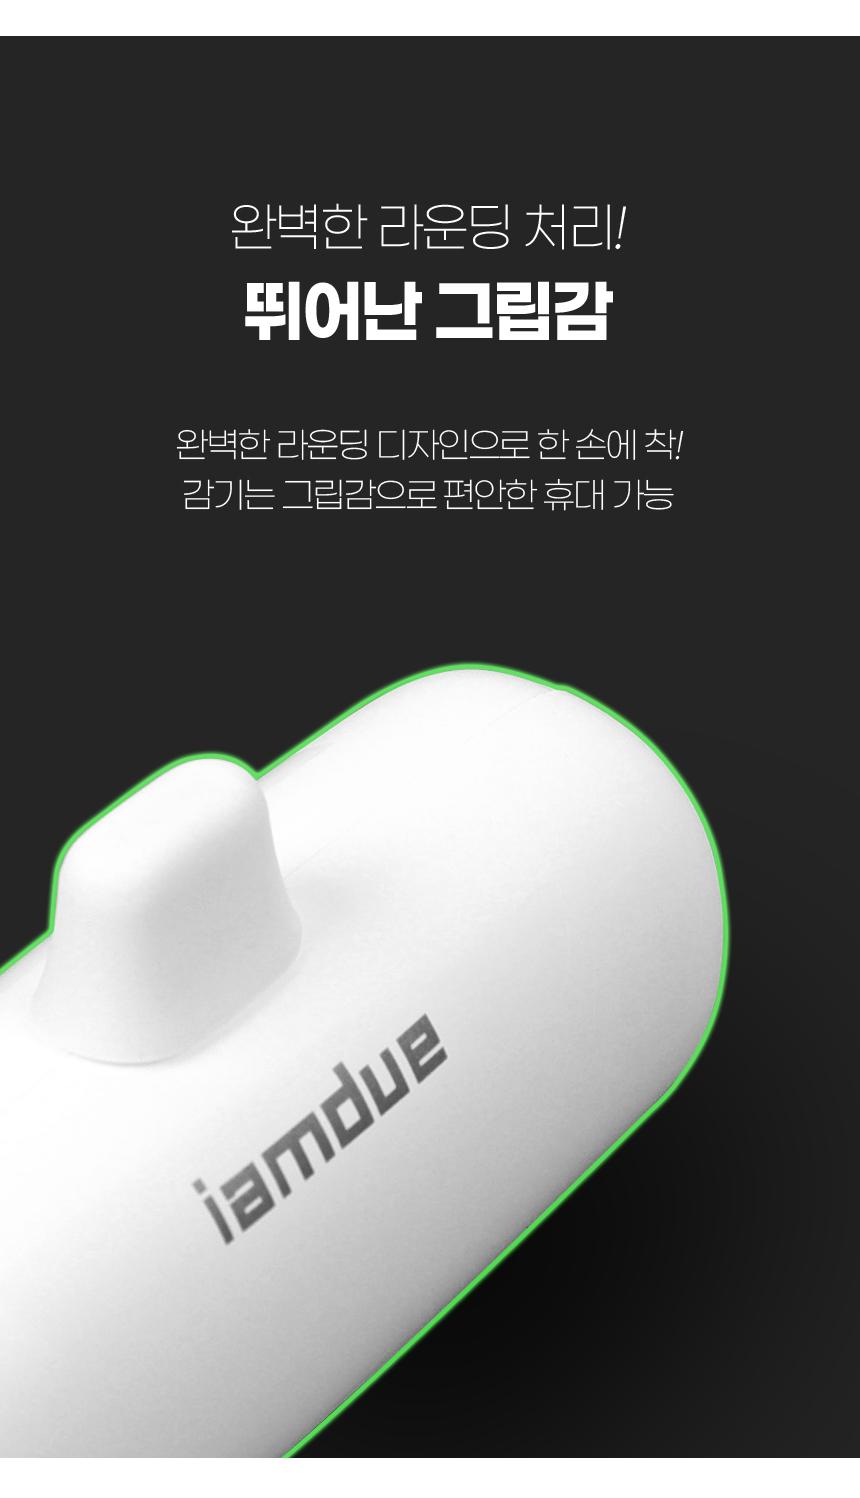 완벽한 라운딩 처리!
뛰어난 그립감
완벽한 라운딩 디자인으로 한 손에 착!
감기는 그립감으로 편안한 휴대 가능
iamdue